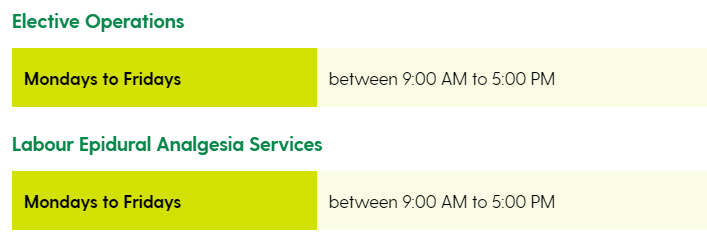 Elective Operations
Mondays to Fridays between 9:00 AM to 5:00 PM
Labour Epidural Analgesia Services
Mondays to Fridays between 9:00 AM to 5:00 PM